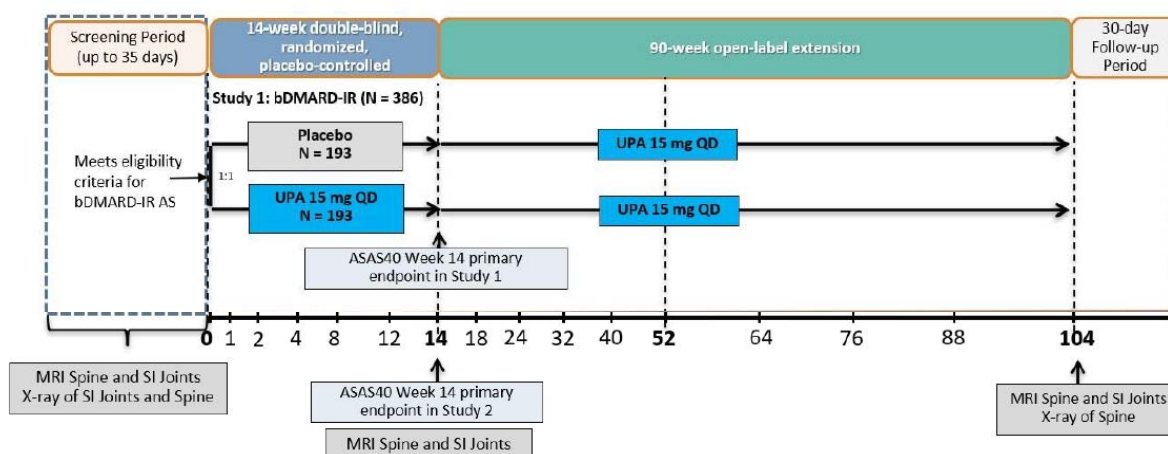 Screening Period
(up to 35 days)
14-week double-blind,
randomized,
placebo-controlled
90-week open-label extension
30-day
Follow-up
Period
Study 1: bDMARD-IR (N = 386)
Placebo
N = 193
UPA 15 mg QD
Meets eligibility
criteria for
bDMARD-IR AS
1:1
UPA 15 mg QD
N = 193
UPA 15 mg QD
ASAS40 Week 14 primary
endpoint in Study 1
0 1 2 4 8 12 14 18 24 32 40 52 64 76 88 104
MRI Spine and SI Joints
X-ray of SI Joints and Spine
ASAS40 Week 14 primary
endpoint in Study 2
MRI Spine and SI Joints
MRI Spine and SI Joints
X-ray of Spine